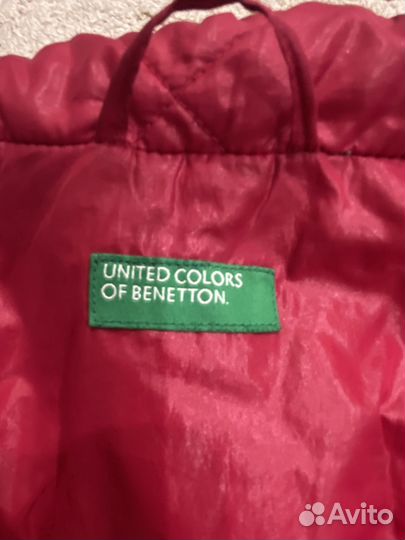 UNITED COLORS
OF BENETTON.
Avito